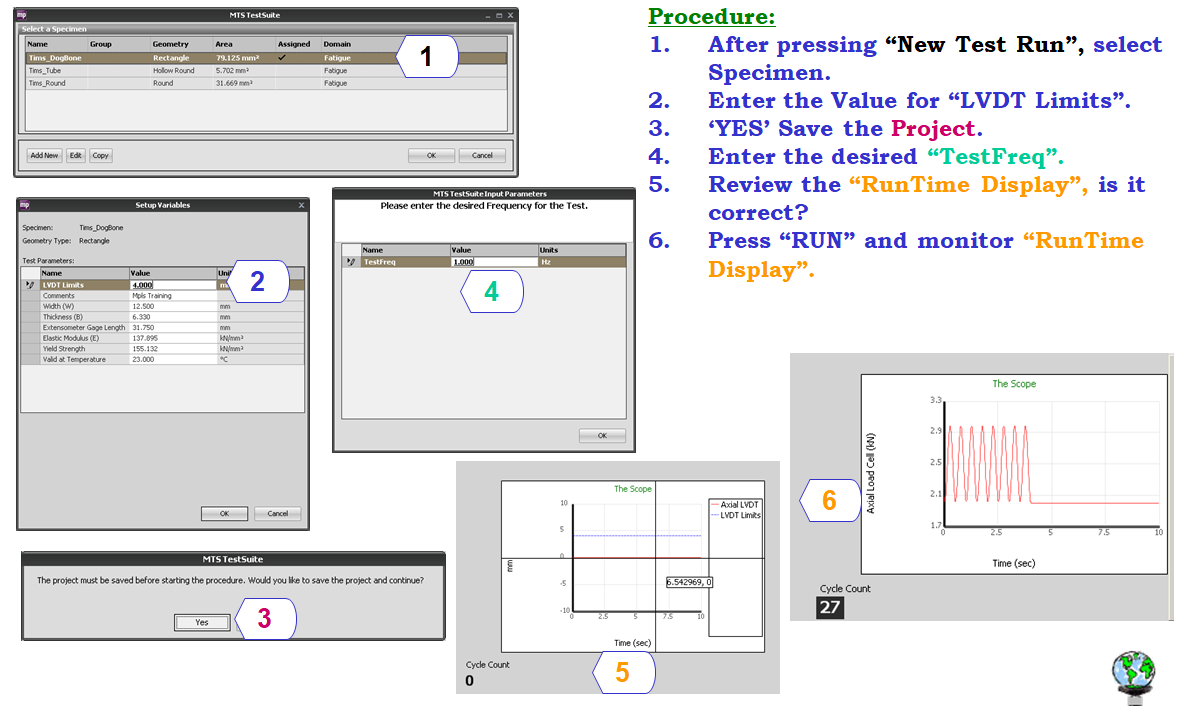 MTS TestSuite
Select a Specimen
Name Group Geometry Area Assigned Domain
Tims_DogBone Rectangle 79.125 mm² ✓ Fatigue
Tims_Tube Hollow Round 5.702 mm² Fatigue
Tims_Round Round 31.669 mm² Fatigue
Add New Edit Copy OK Cancel
1
Procedure:
1. After pressing “New Test Run”, select
Specimen.
2. Enter the Value for “LVDT Limits”.
3. ‘YES’ Save the Project.
4. Enter the desired “TestFreq”.
5. Review the “RunTime Display”, is it
correct?
6. Press “RUN” and monitor “RunTime
Display”.
mp Setup Variables X
Specimen: Tims_DogBone
Geometry Type: Rectangle
Test Parameters:
Name Value
LVDT Limits 4.000
Comments Mpls Training
Width (W) 12.500 mm
Thickness (B) 6.330 mm
Extensometer Gage Length 31.750 mm
Elastic Modulus (E) 137.895 kN/mm²
Yield Strength 155.132 kN/mm²
Valid at Temperature 23.000 °C
OK Cancel
2
MTS TestSuite Input Parameters
Please enter the desired Frequency for the Test.
Name Value Units
TestFreq 1.000 Hz
OK
4
MTS TestSuite
The project must be saved before starting the procedure. Would you like to save the project and continue?
Yes
3
The Scope
10
5
0
-5
-10
mm
0 2.5 5 7.5 10
Time (sec)
Axial LVDT
LVDT Limits
6.542969, 0
Cycle Count
0
5
The Scope
3.3
2.9
2.5
2.1
1.7
Axial Load Cell (kN)
0 2.5 5 7.5 10
Time (sec)
Cycle Count
27
6